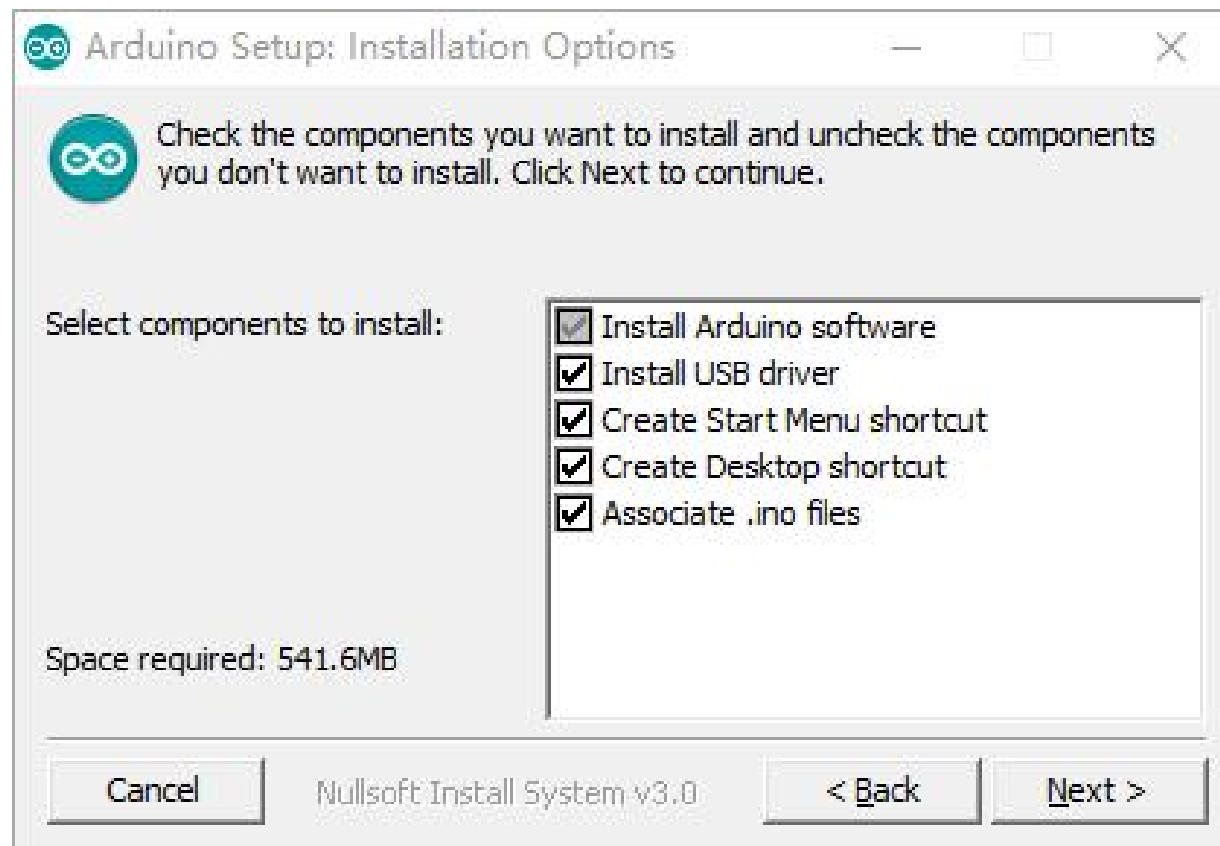 Arduino Setup: Installation Options
Check the components you want to install and uncheck the components
you don't want to install. Click Next to continue.
Select components to install:
Install Arduino software
Install USB driver
Create Start Menu shortcut
Create Desktop shortcut
Associate .ino files
Space required: 541.6MB
Cancel
Nullsoft Install System v3.0
< Back
Next >